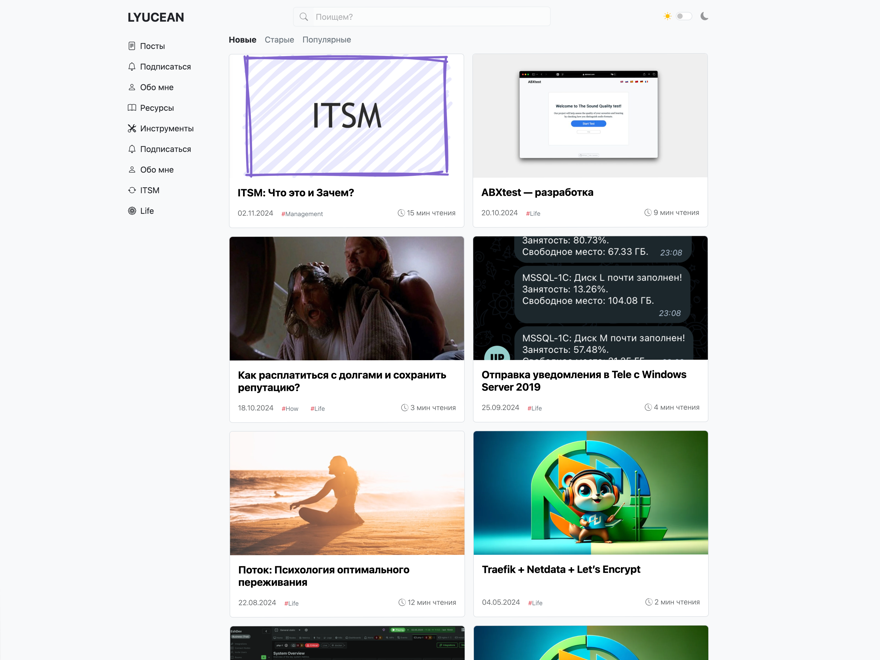 LYUCEAN
Поищем?
Посты
Подписаться
Обо мне
Ресурсы
Инструменты
Подписаться
Обо мне
ITSM
Life
Новые Старые Популярные
ITSM
ITSM: Что это и Зачем?
02.11.2024 #Management 15 мин чтения
ABXtest
Welcome to The Sound Quality test!
ABXtest — разработка
20.10.2024 #Life 9 мин чтения
Как расплатиться с долгами и сохранить
репутацию?
18.10.2024 #How #Life 3 мин чтения
Занятость: 80.73%.
Свободное место: 67.33 ГБ. 23:08
MSSQL-1C: Диск L почти заполнен!
Занятость: 13.26%.
Свободное место: 104.08 ГБ.
23:08
MSSQL-1C: Диск M почти заполнен!
Занятость: 57.48%.
UP
Отправка уведомления в Tele с Windows
Server 2019
25.09.2024 #Life 4 мин чтения
Поток: Психология оптимального
переживания
22.08.2024 #Life 12 мин чтения
Traefik + Netdata + Let's Encrypt
04.05.2024 #Life 2 мин чтения
System Overview